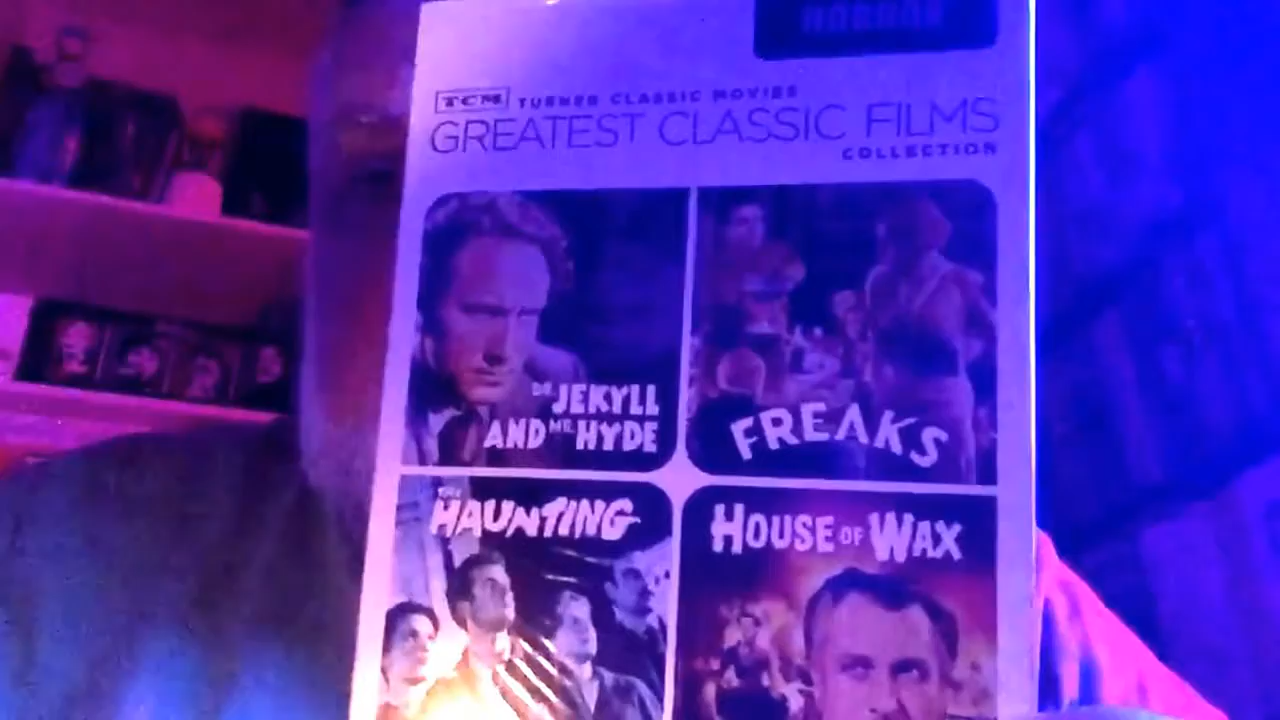 HORROR
TCM TURNER CLASSIC MOVIES
GREATEST CLASSIC FILMS
COLLECTION
DR. JEKYLL
AND MR. HYDE
FREAKS
THE
HAUNTING
HOUSE OF WAX